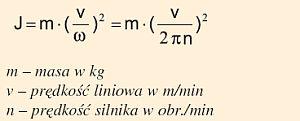 J = m · (v/ω)² = m · (v/2πn)²
m – masa w kg
v – prędkość liniowa w m/min
n – prędkość silnika w obr./min